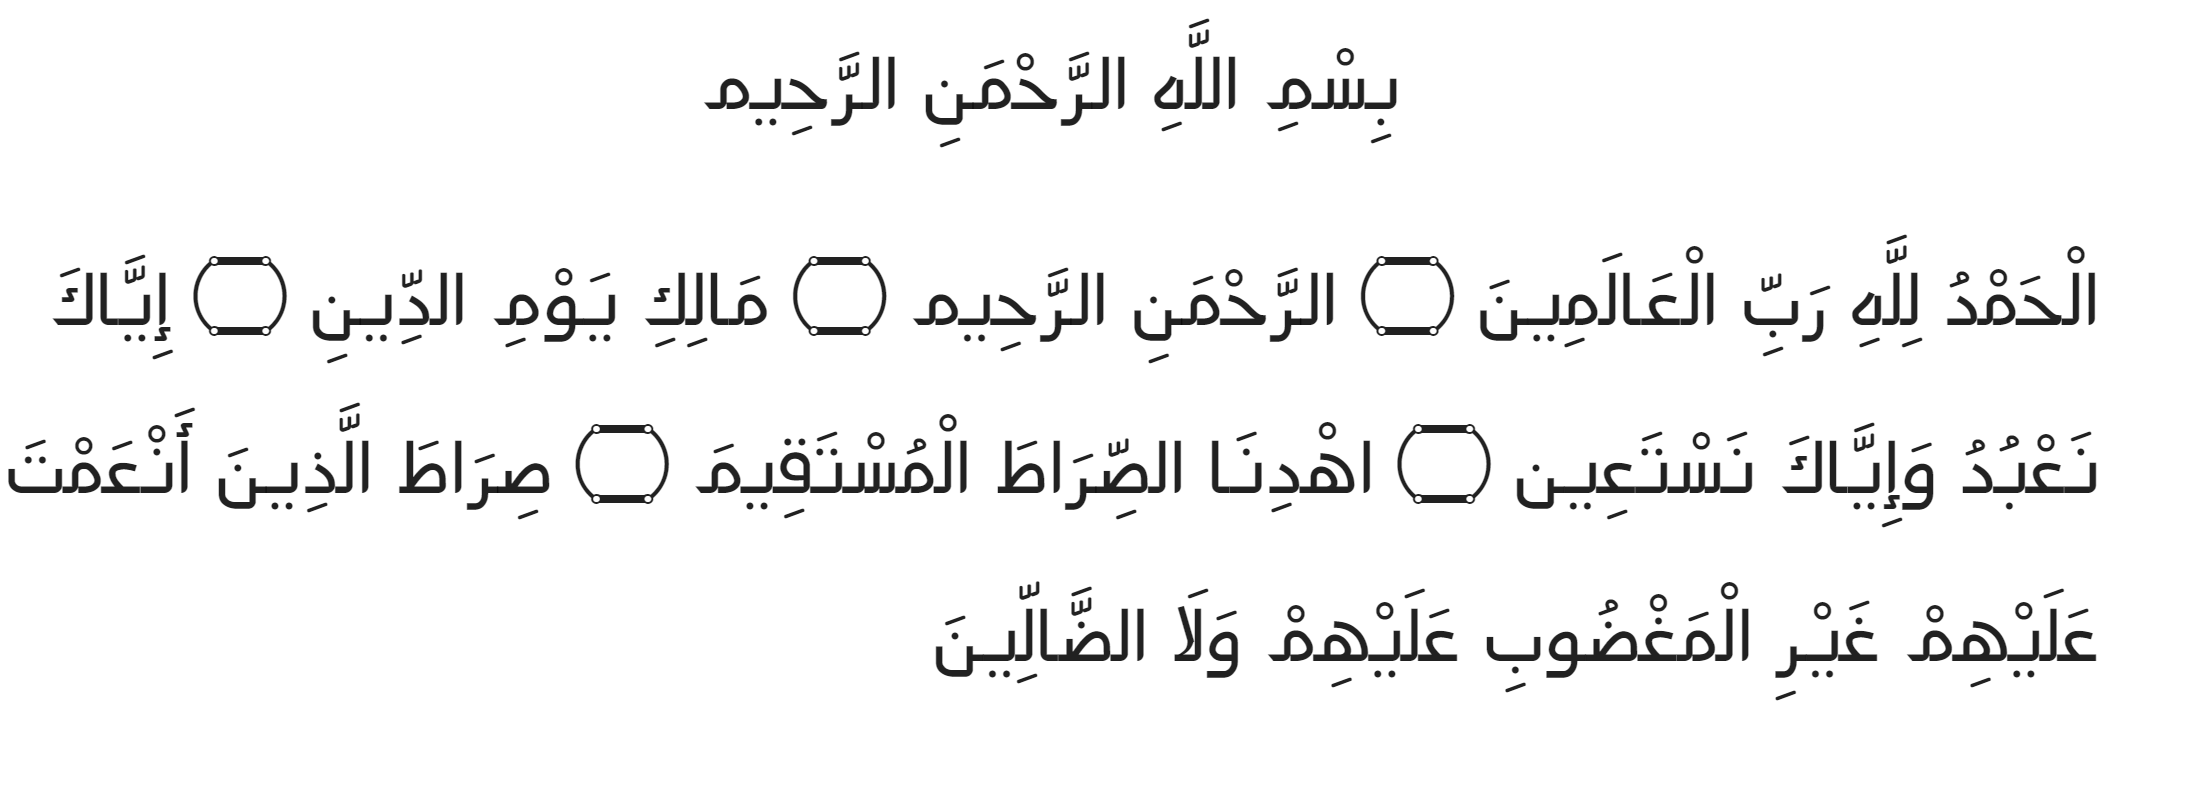 بِسْمِ اللَّهِ الرَّحْمَنِ الرَّحِيم
الْحَمْدُ لِلَّهِ رَبِّ الْعَالَمِينَ ۝ الرَّحْمَنِ الرَّحِيم ۝ مَالِكِ يَوْمِ الدِّينِ ۝ إِيَّاكَ
نَعْبُدُ وَإِيَّاكَ نَسْتَعِين ۝ اهْدِنَا الصِّرَاطَ الْمُسْتَقِيمَ ۝ صِرَاطَ الَّذِينَ أَنْعَمْتَ
عَلَيْهِمْ غَيْرِ الْمَغْضُوبِ عَلَيْهِمْ وَلَا الضَّالِّينَ